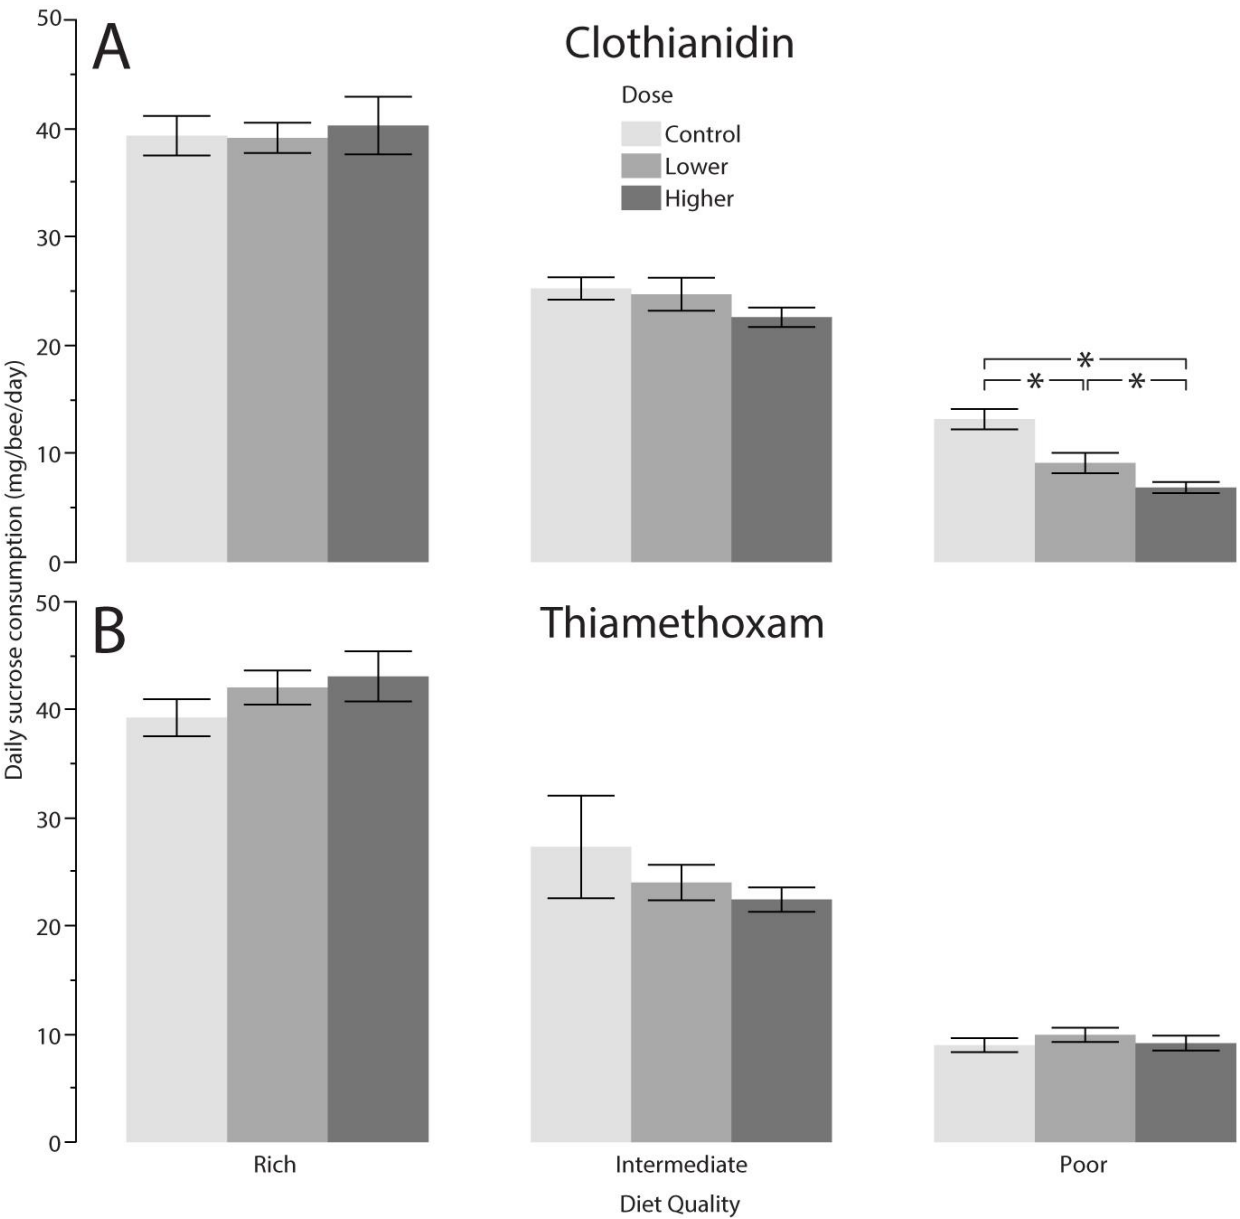 A
Clothianidin
Dose
Control
Lower
Higher
50
40
30
20
10
0
*
* *
Daily sucrose consumption (mg/bee/day)
B
Thiamethoxam
50
40
30
20
10
0
Rich Intermediate Poor
Diet Quality